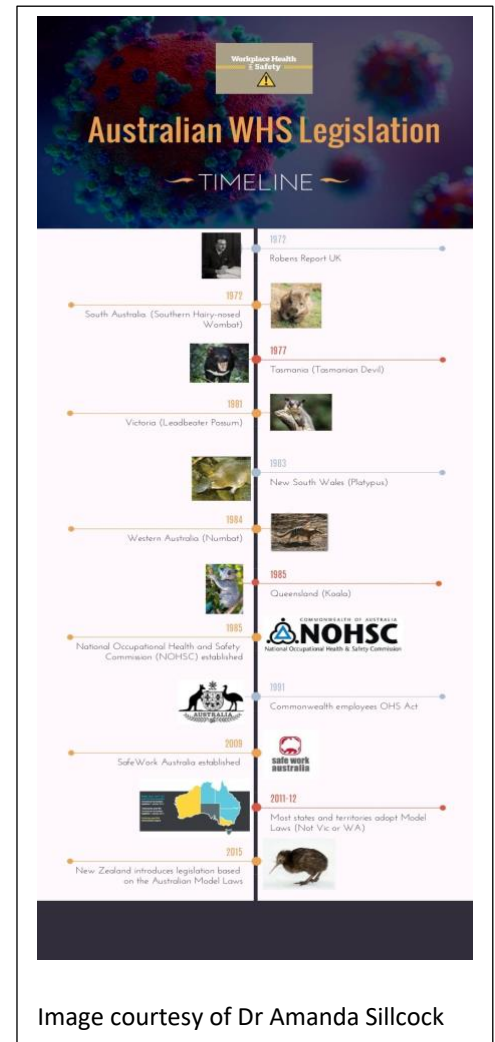 Workplace Health
& Safety
Australian WHS Legislation
TIMELINE
1972
Robens Report UK
1972
South Australia (Southern Hairy-nosed
Wombat)
1977
Tasmania (Tasmanian Devil)
1981
Victoria (Leadbeater Possum)
1983
New South Wales (Platypus)
1984
Western Australia (Numbat)
1985
Queensland (Koala)
1985
National Occupational Health and Safety
Commission (NOHSC) established
COMMONWEALTH OF AUSTRALIA
NOHSC
National Occupational Health & Safety Commission
1991
Commonwealth employees OHS Act
AUSTRALIA
2009
SafeWork Australia established
safe work
australia
2011-12
Most states and territories adopt Model
Laws (Not Vic or WA)
2015
New Zealand introduces legislation based
on the Australian Model Laws
Image courtesy of Dr Amanda Sillcock